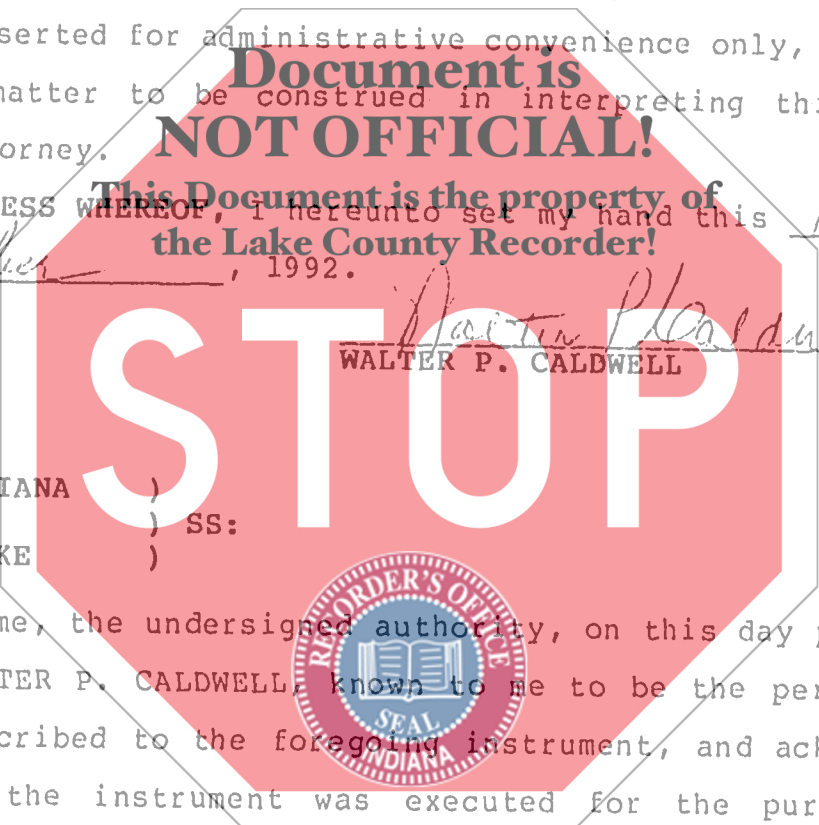 serted for administrative convenience only,
Document is
matter to be construed in interpreting thi
NOT OFFICIAL!
orney.
This Document is the property of
ESS WHEREOF, I hereunto set my hand this
the Lake County Recorder!
, 1992.
WALTER P. CALDWELL
STOP
IANA )
) SS:
KE )
RECORDER'S OFFICE
me, the undersigned authority, on this day p
TER P. CALDWELL, known to me to be the per
SEAL
cribed to the foregoing instrument, and ack
INDIANA
the instrument was executed for the pur